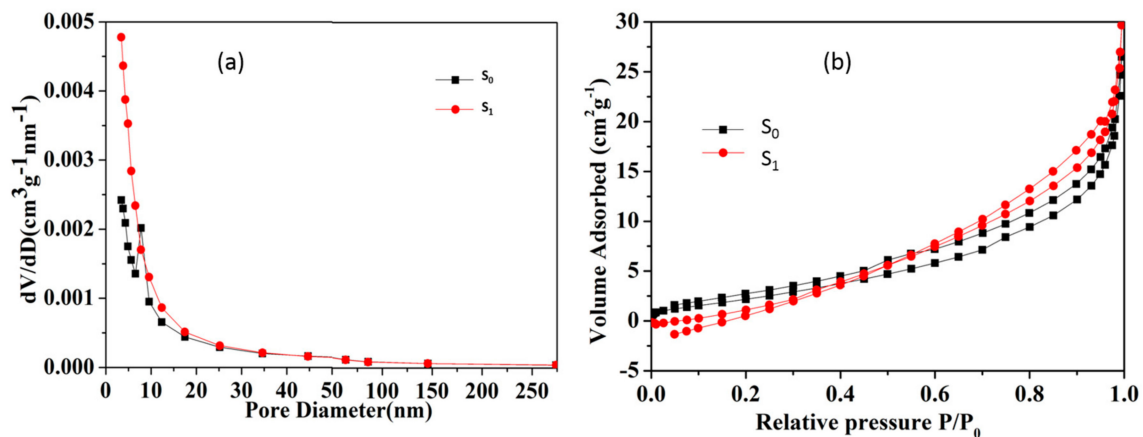 (a)
S0
S1
0.005
0.004
0.003
0.002
0.001
0.000
dV/dD(cm3g-1nm-1)
0 10 20 30 40 50 100 150 200 250
Pore Diameter(nm)
(b)
S0
S1
30
25
20
15
10
5
0
-5
Volume Adsorbed (cm2g-1)
0.0 0.2 0.4 0.6 0.8 1.0
Relative pressure P/P0